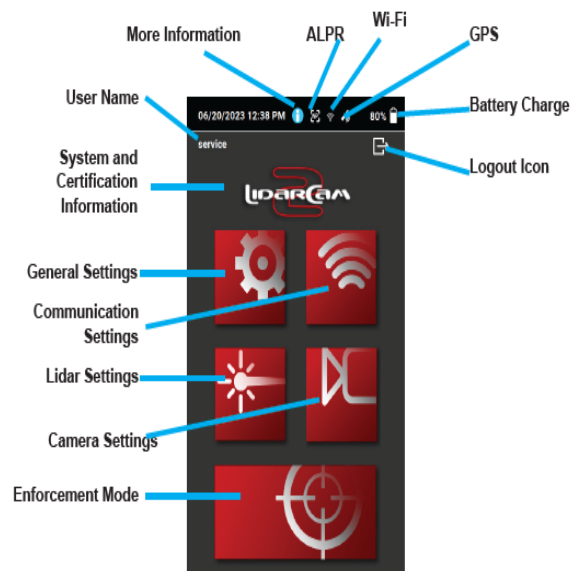 Wi-Fi
More Information
ALPR
GPS
User Name
Battery Charge
06/20/2023 12:38 PM
80%
service
Logout Icon
System and
Certification
Information
LIDARCAM
General Settings
Communication
Settings
Lidar Settings
Camera Settings
Enforcement Mode